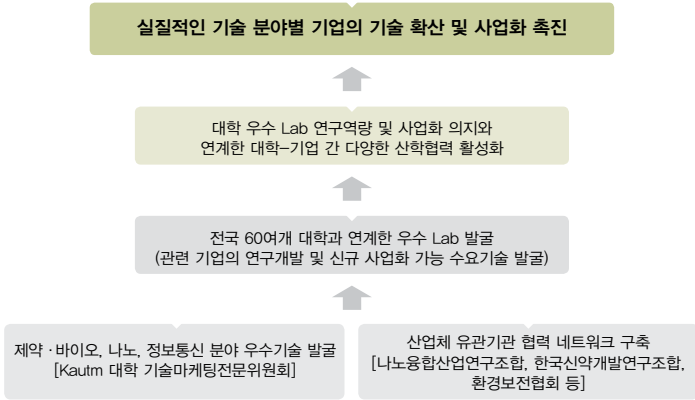 실질적인 기술 분야별 기업의 기술 확산 및 사업화 촉진
대학 우수 Lab 연구역량 및 사업화 의지와
연계한 대학–기업 간 다양한 산학협력 활성화
전국 60여개 대학과 연계한 우수 Lab 발굴
(관련 기업의 연구개발 및 신규 사업화 가능 수요기술 발굴)
제약·바이오, 나노, 정보통신 분야 우수기술 발굴
[Kautm 대학 기술마케팅전문위원회]
산업체 유관기관 협력 네트워크 구축
[나노융합산업연구조합, 한국신약개발연구조합,
환경보전협회 등]